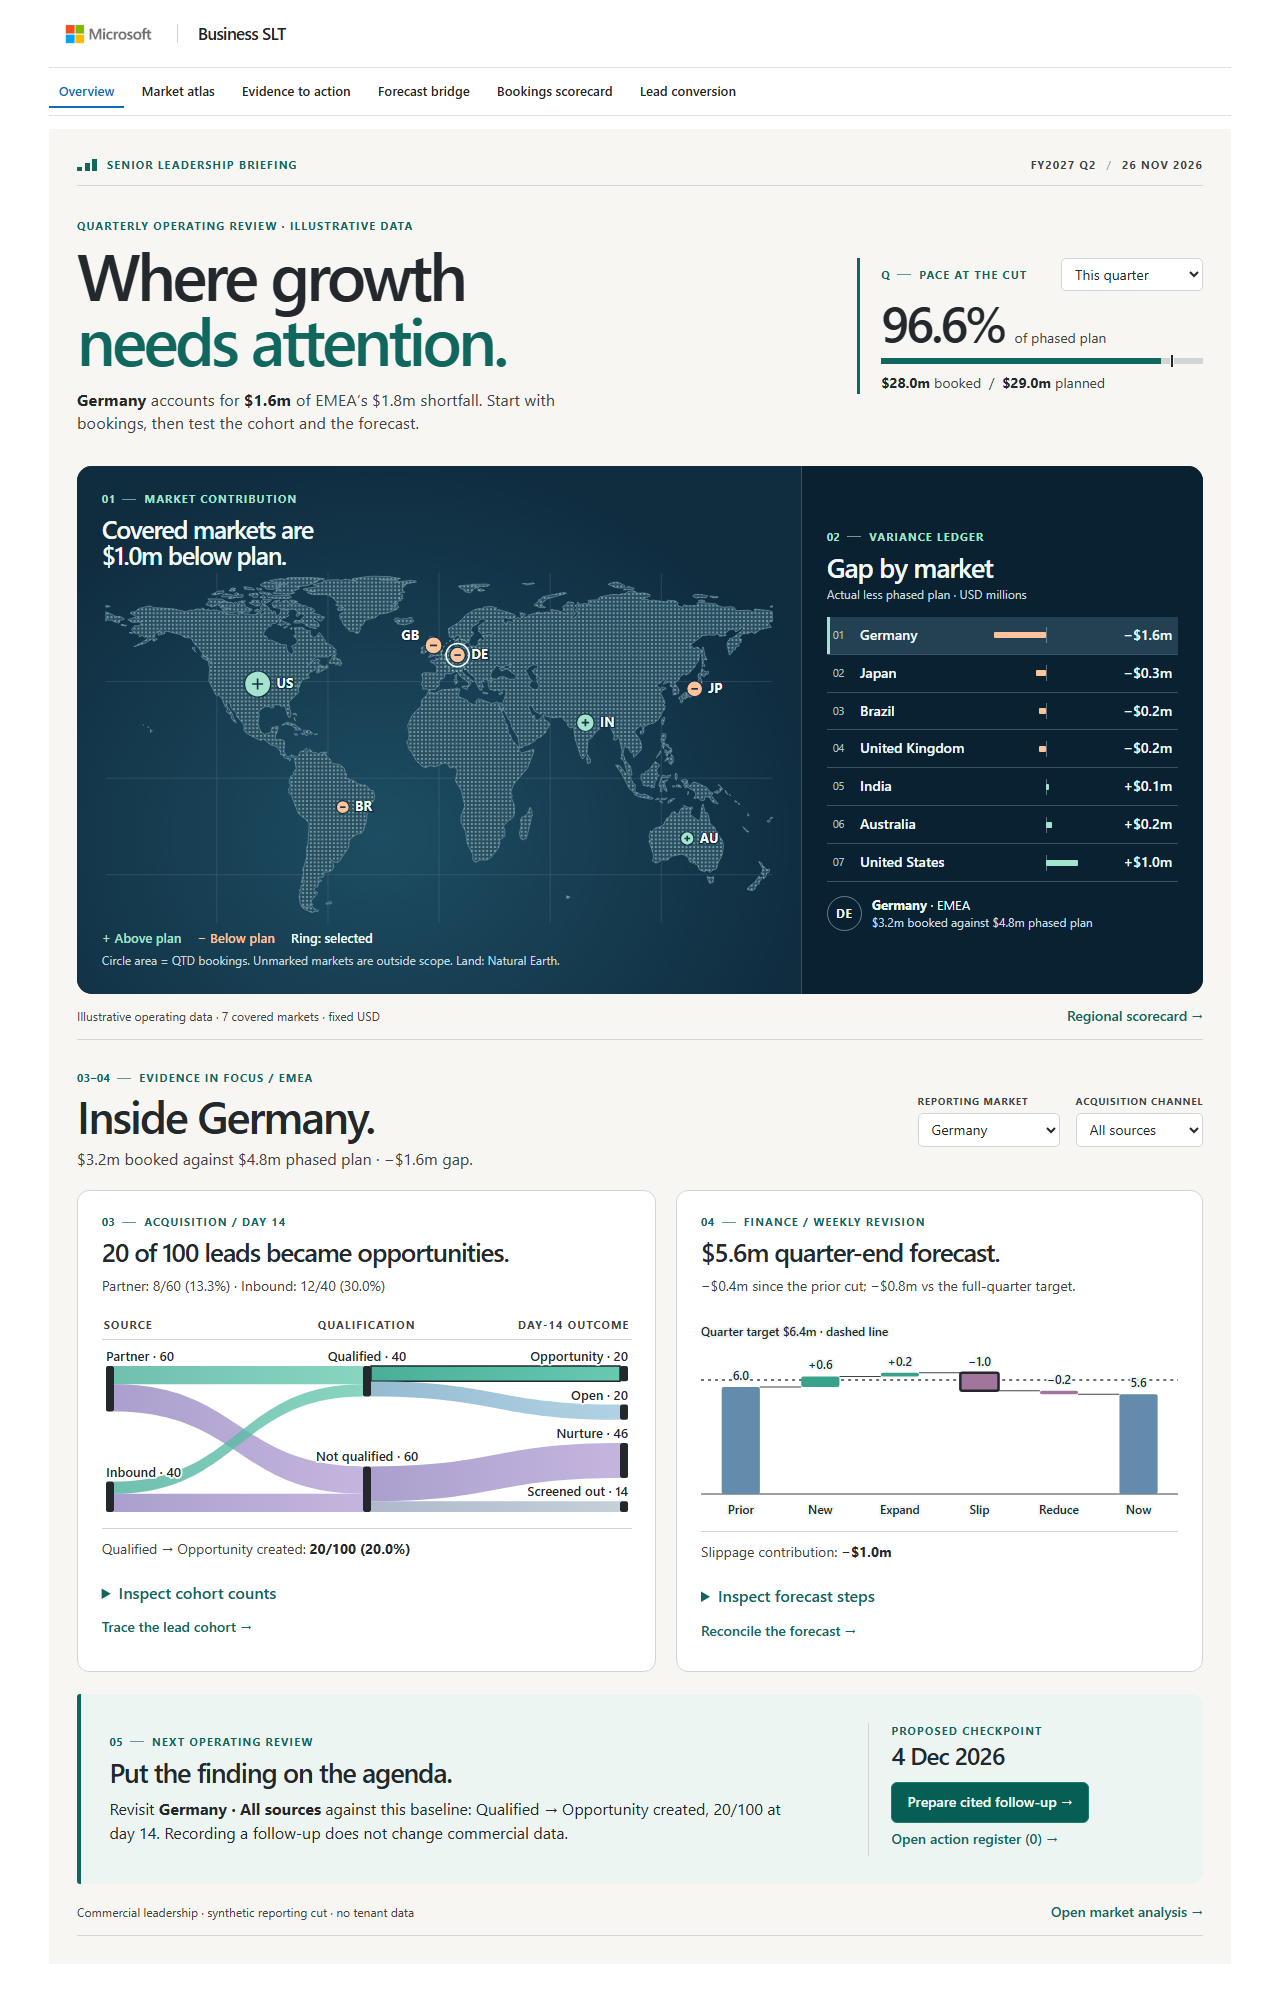 Microsoft
Business SLT
Overview
Market atlas
Evidence to action
Forecast bridge
Bookings scorecard
Lead conversion
SENIOR LEADERSHIP BRIEFING
FY2027 Q2 / 26 NOV 2026
QUARTERLY OPERATING REVIEW · ILLUSTRATIVE DATA
Where growth
needs attention.
Germany accounts for $1.6m of EMEA's $1.8m shortfall. Start with
bookings, then test the cohort and the forecast.
Q — PACE AT THE CUT
This quarter
96.6% of phased plan
$28.0m booked / $29.0m planned
01 — MARKET CONTRIBUTION
Covered markets are
$1.0m below plan.
GB
DE
US
JP
IN
BR
AU
+ Above plan
− Below plan
Ring: selected
Circle area = QTD bookings. Unmarked markets are outside scope. Land: Natural Earth.
02 — VARIANCE LEDGER
Gap by market
Actual less phased plan · USD millions
01 Germany −$1.6m
02 Japan −$0.3m
03 Brazil −$0.2m
04 United Kingdom −$0.2m
05 India +$0.1m
06 Australia +$0.2m
07 United States +$1.0m
DE
Germany · EMEA
$3.2m booked against $4.8m phased plan
Illustrative operating data · 7 covered markets · fixed USD
Regional scorecard →
03–04 — EVIDENCE IN FOCUS / EMEA
Inside Germany.
$3.2m booked against $4.8m phased plan · −$1.6m gap.
REPORTING MARKET
Germany
ACQUISITION CHANNEL
All sources
03 — ACQUISITION / DAY 14
20 of 100 leads became opportunities.
Partner: 8/60 (13.3%) · Inbound: 12/40 (30.0%)
SOURCE
QUALIFICATION
DAY-14 OUTCOME
Partner · 60
Qualified · 40
Opportunity · 20
Open · 20
Nurture · 46
Not qualified · 60
Inbound · 40
Screened out · 14
Qualified → Opportunity created: 20/100 (20.0%)
▶ Inspect cohort counts
Trace the lead cohort →
04 — FINANCE / WEEKLY REVISION
$5.6m quarter-end forecast.
−$0.4m since the prior cut; −$0.8m vs the full-quarter target.
Quarter target $6.4m · dashed line
6.0
+0.6
+0.2
−1.0
−0.2
5.6
Prior
New
Expand
Slip
Reduce
Now
Slippage contribution: −$1.0m
▶ Inspect forecast steps
Reconcile the forecast →
05 — NEXT OPERATING REVIEW
Put the finding on the agenda.
Revisit Germany · All sources against this baseline: Qualified → Opportunity created, 20/100 at
day 14. Recording a follow-up does not change commercial data.
PROPOSED CHECKPOINT
4 Dec 2026
Prepare cited follow-up →
Open action register (0) →
Commercial leadership · synthetic reporting cut · no tenant data
Open market analysis →